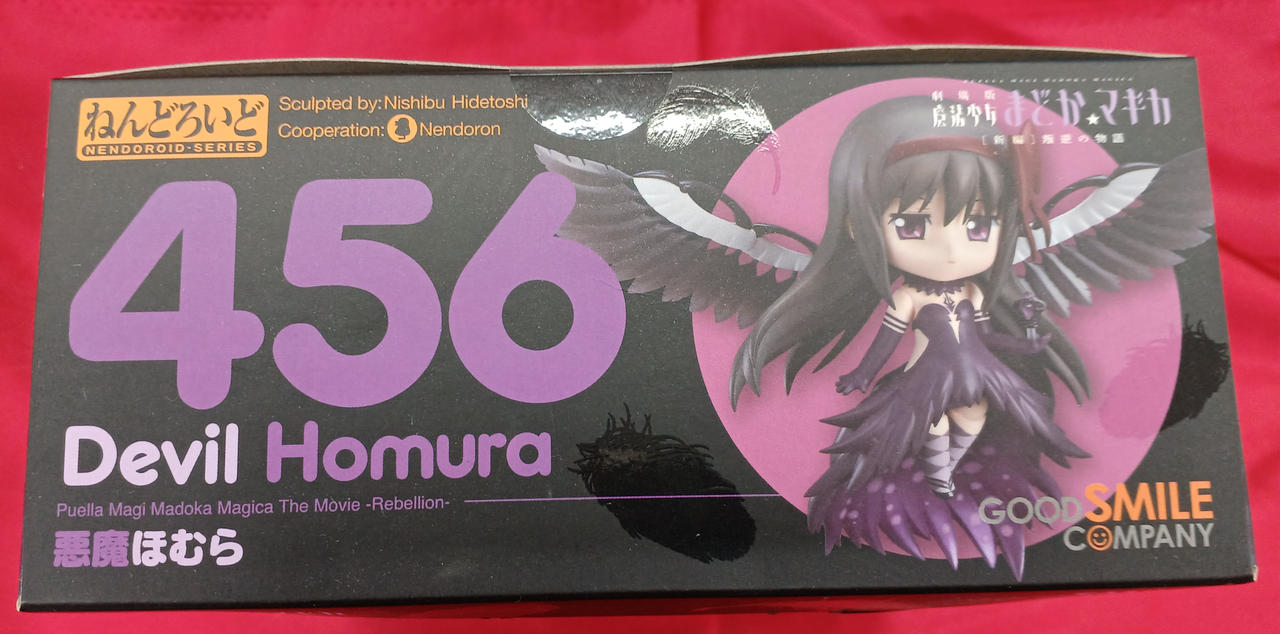 ねんどろいど
NENDOROID-SERIES
Sculpted by: Nishibu Hidetoshi
Cooperation: Nendoron
456
Devil Homura
Puella Magi Madoka Magica The Movie -Rebellion-
悪魔ほむら
劇場版
魔法少女まどか★マギカ
[新編]叛逆の物語
GOOD SMILE
COMPANY